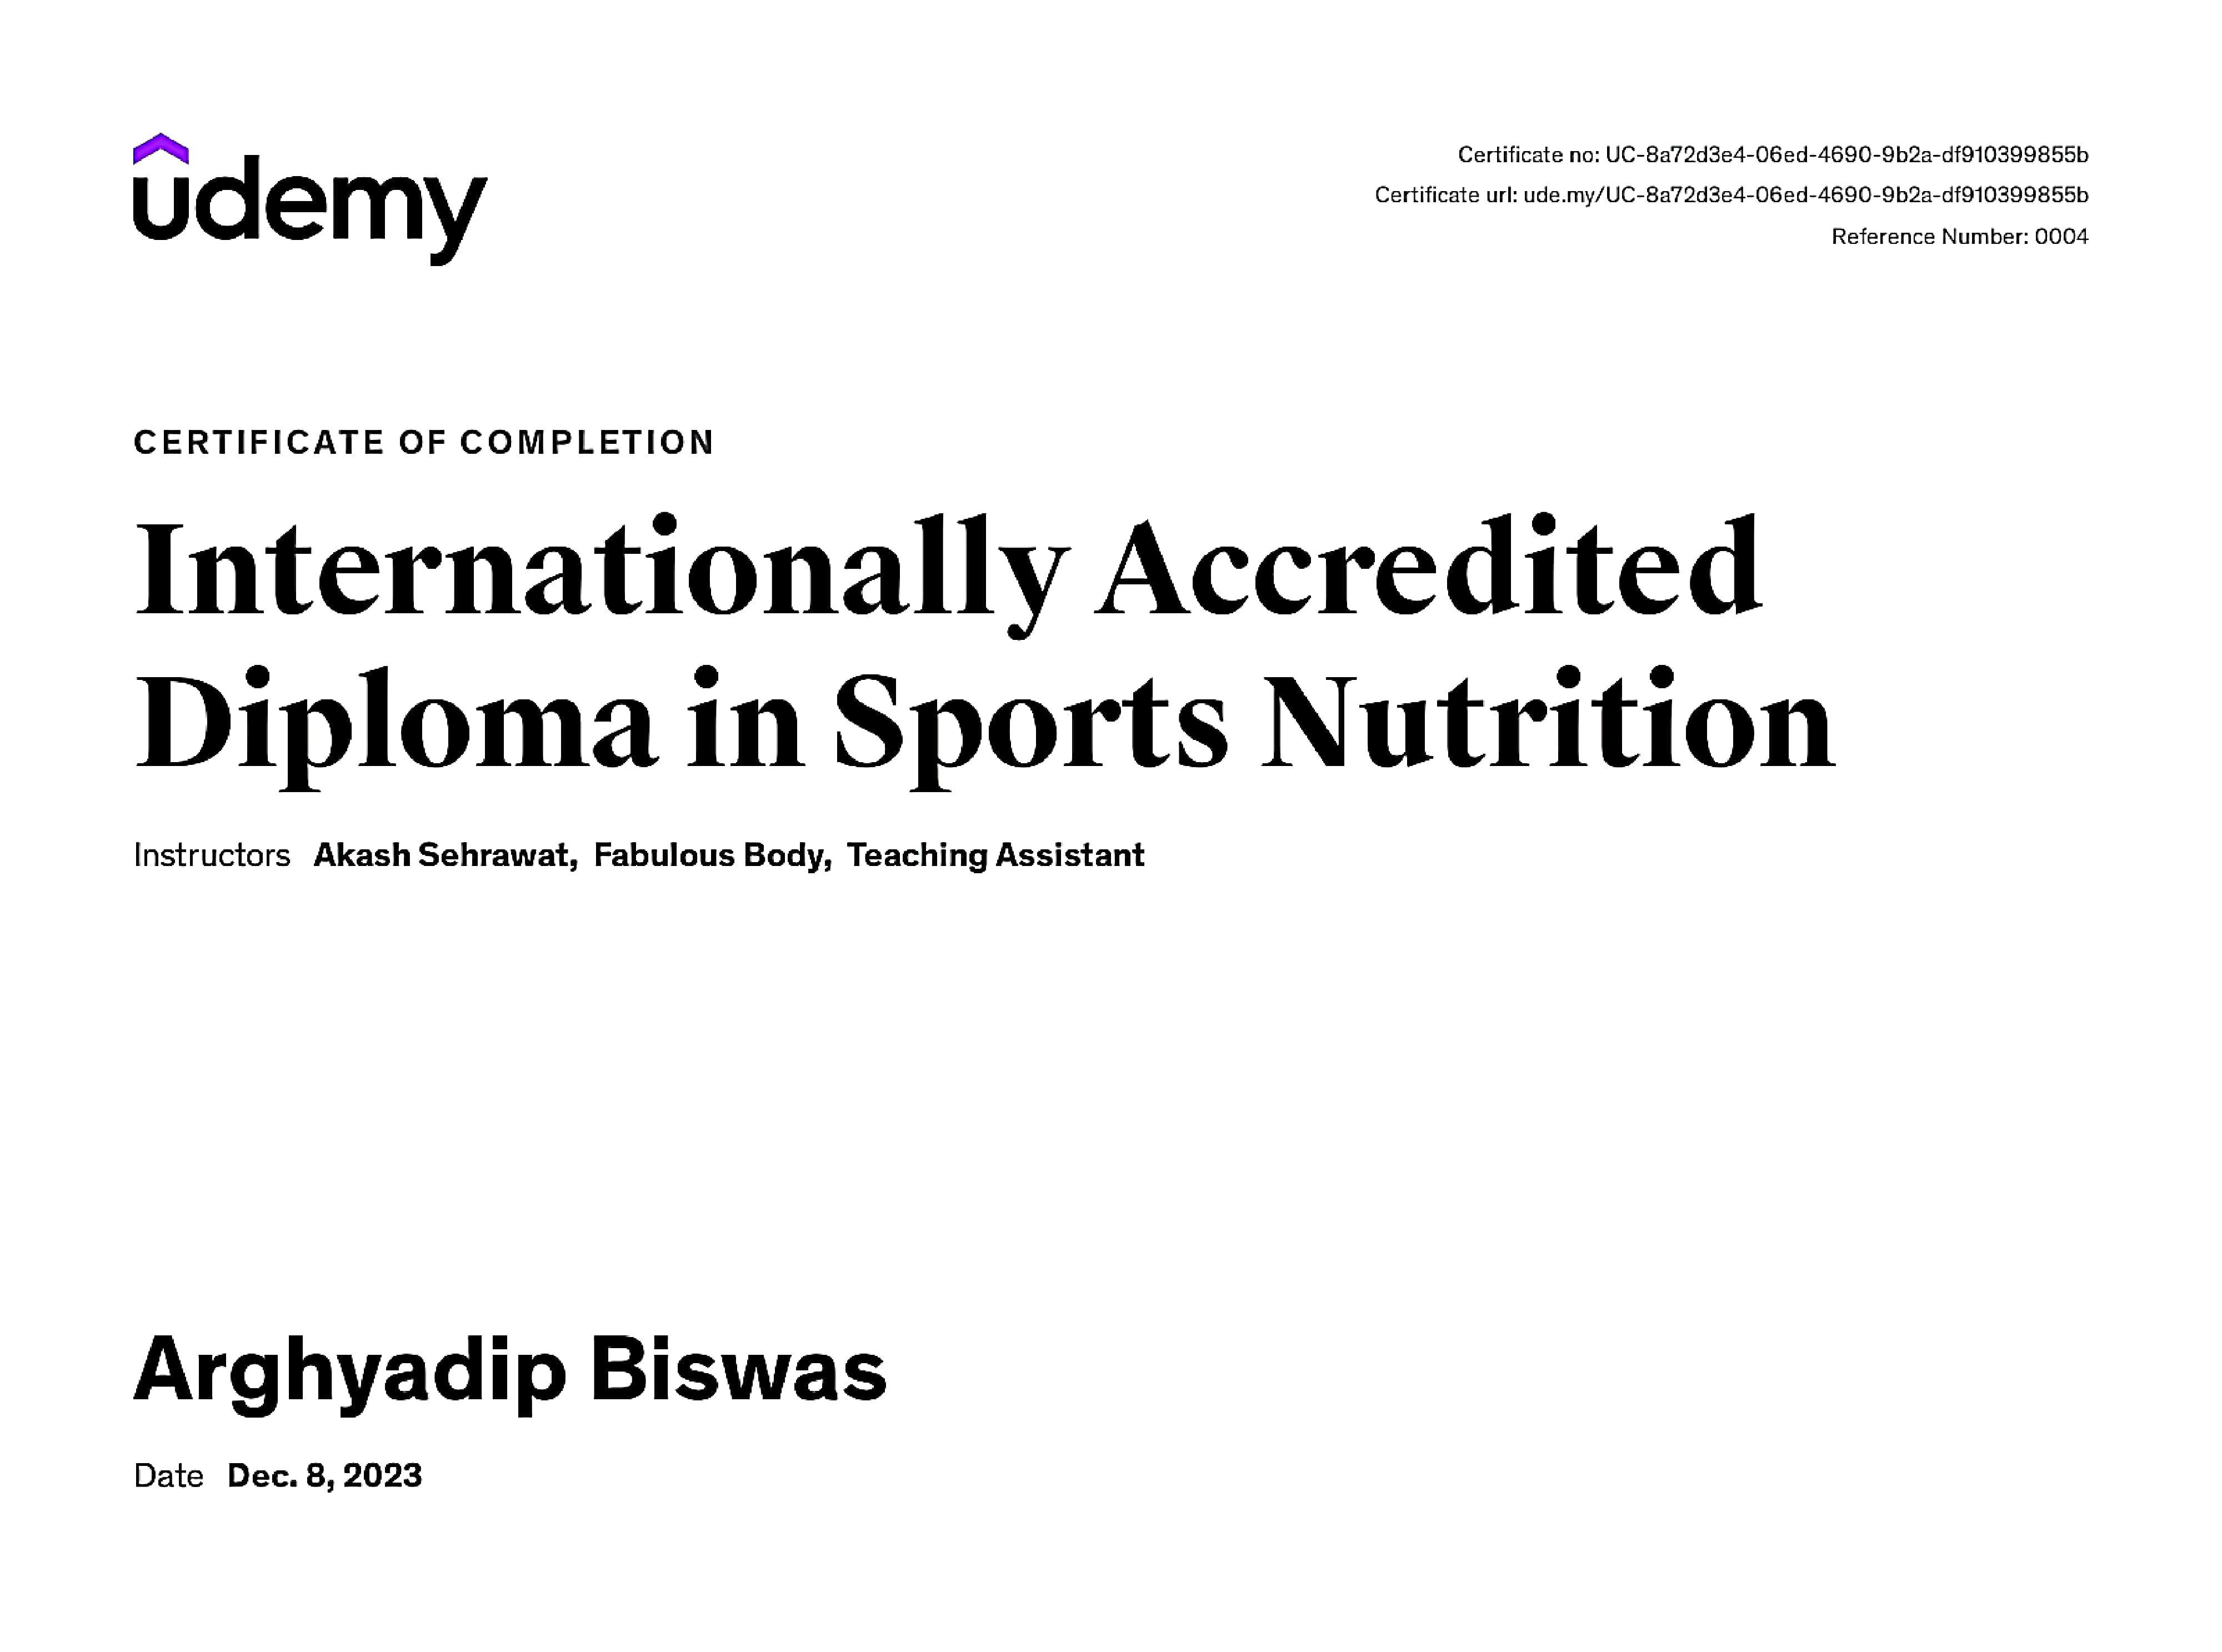 udemy
Certificate no: UC-8a72d3e4-06ed-4690-9b2a-df910399855b
Certificate url: ude.my/UC-8a72d3e4-06ed-4690-9b2a-df910399855b
Reference Number: 0004
CERTIFICATE OF COMPLETION
Internationally Accredited
Diploma in Sports Nutrition
Instructors Akash Sehrawat, Fabulous Body, Teaching Assistant
Arghyadip Biswas
Date Dec. 8, 2023